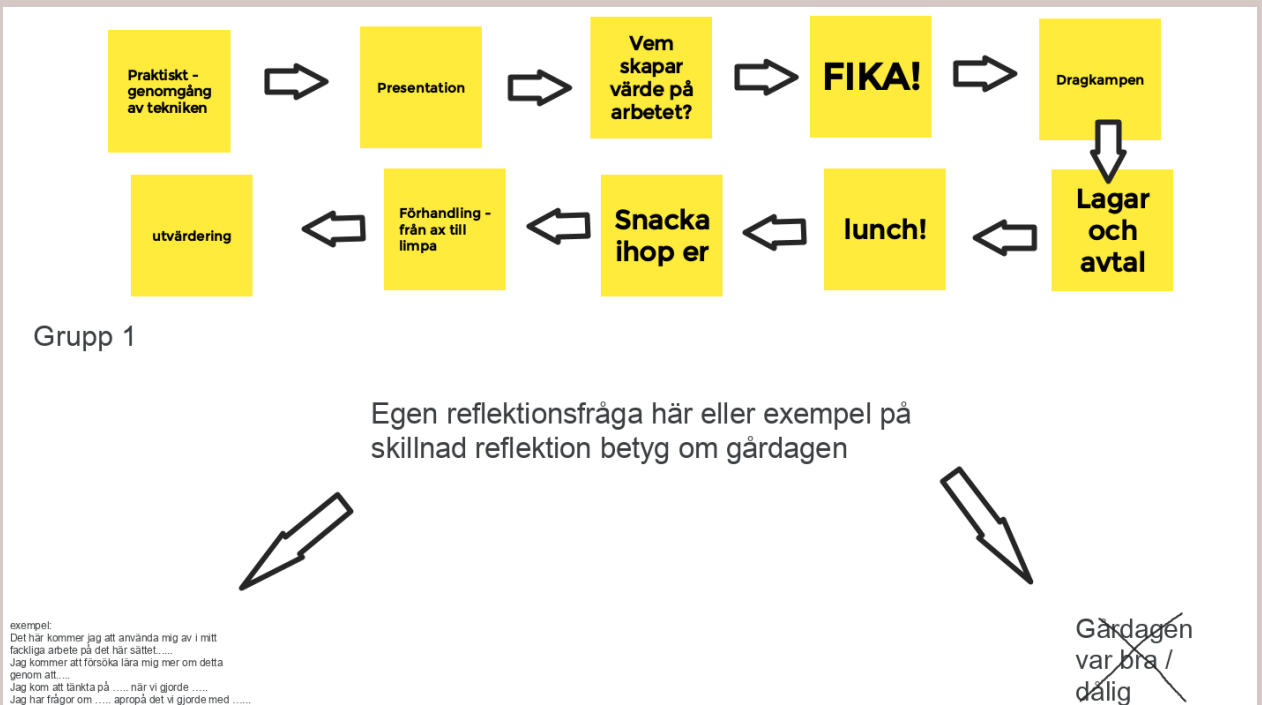 Praktiskt -
genomgång
av tekniken
Presentation
Vem
skapar
värde på
arbetet?
FIKA!
Dragkampen
Lagar
och
avtal
lunch!
Snacka
ihop er
Förhandling -
från ax till
limpa
utvärdering
Grupp 1
Egen reflektionsfråga här eller exempel på
skillnad reflektion betyg om gårdagen
exempel:
Det här kommer jag att använda mig av i mitt
fackliga arbete på det här sättet......
Jag kommer att försöka lära mig mer om detta
genom att.....
Jag kom att tänkta på ….. när vi gjorde …..
Jag har frågor om ….. apropå det vi gjorde med ……
Gårdagen
var bra /
dålig